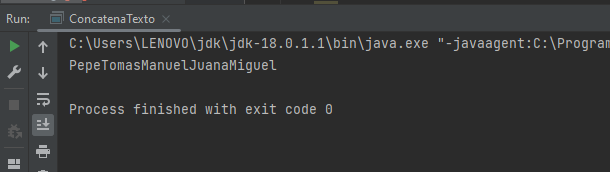 Run: ConcatenaTexto
C:\Users\LENOVO\jdk\jdk-18.0.1.1\bin\java.exe "-javaagent:C:\Program
PepeTomasManuelJuanaMiguel
Process finished with exit code 0